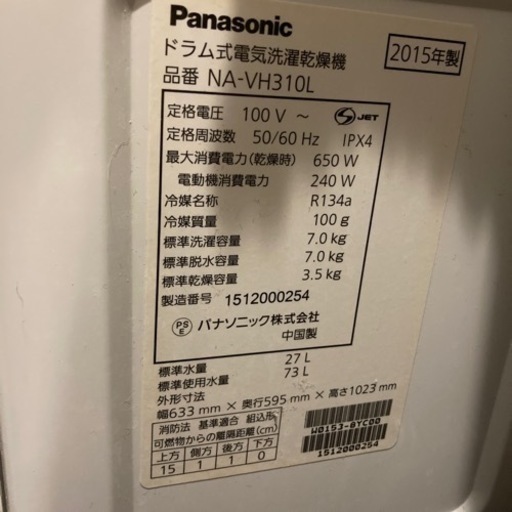 Panasonic
ドラム式電気洗濯乾燥機
2015年製
品番 NA-VH310L
定格電圧 100 V ～
S JET
定格周波数 50/60 Hz IPX4
最大消費電力(乾燥時) 650 W
電動機消費電力 240 W
冷媒名称 R134a
冷媒質量 100 g
標準洗濯容量 7.0 kg
標準脱水容量 7.0 kg
標準乾燥容量 3.5 kg
製造番号 1512000254
PS E パナソニック株式会社
中国製
標準水量 27 L
標準使用水量 73 L
外形寸法
幅633 mm × 奥行595 mm × 高さ1023 mm
消防法 基準適合 組込形
可燃物からの離隔距離(cm)
上方 側方 後方 下方
15 1 1 0
W0153-8YC00
1512000254